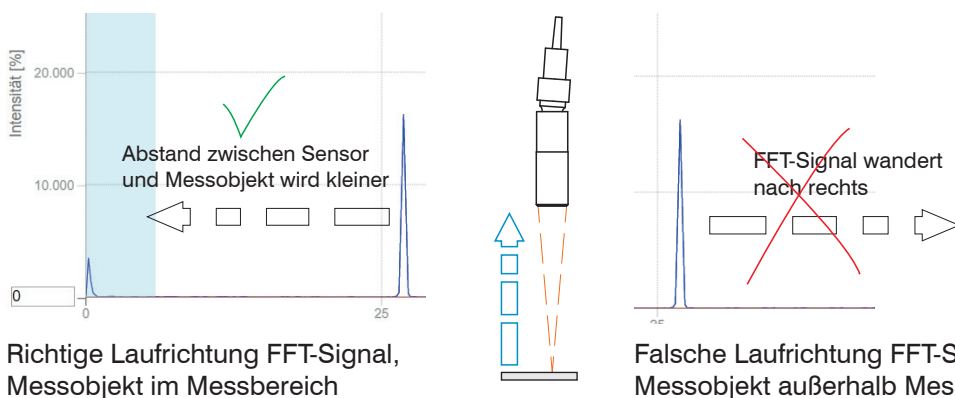 Intensität [%]
20.000
10.000
0
0
25
Abstand zwischen Sensor
und Messobjekt wird kleiner
Richtige Laufrichtung FFT-Signal,
Messobjekt im Messbereich
FFT-Signal wandert
nach rechts
25
Falsche Laufrichtung FFT-S
Messobjekt außerhalb Mes